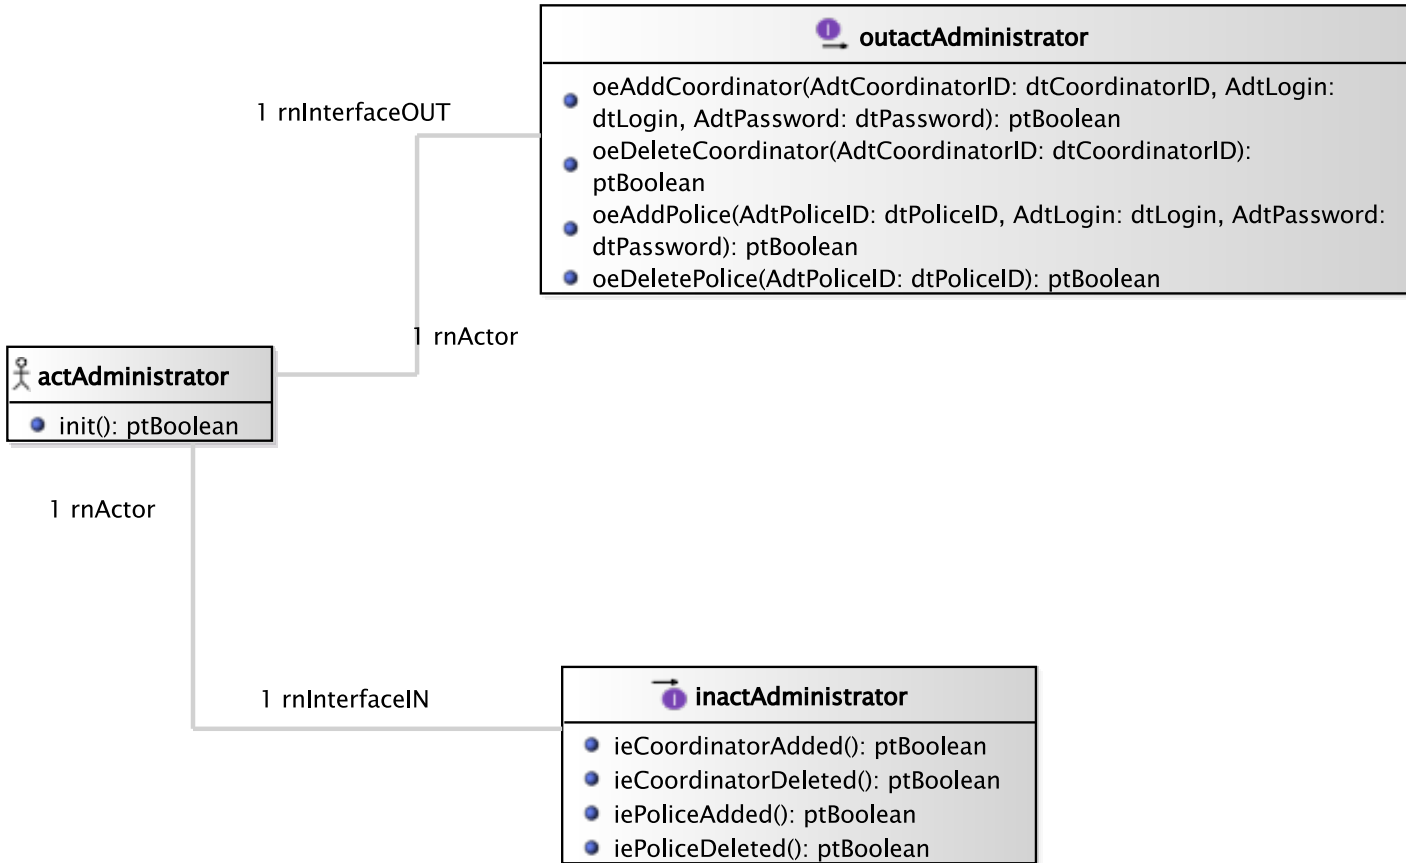 outactAdministrator
oeAddCoordinator(AdtCoordinatorID: dtCoordinatorID, AdtLogin:
dtLogin, AdtPassword: dtPassword): ptBoolean
oeDeleteCoordinator(AdtCoordinatorID: dtCoordinatorID):
ptBoolean
oeAddPolice(AdtPoliceID: dtPoliceID, AdtLogin: dtLogin, AdtPassword:
dtPassword): ptBoolean
oeDeletePolice(AdtPoliceID: dtPoliceID): ptBoolean
1 rnInterfaceOUT
1 rnActor
actAdministrator
init(): ptBoolean
1 rnActor
1 rnInterfaceIN
inactAdministrator
ieCoordinatorAdded(): ptBoolean
ieCoordinatorDeleted(): ptBoolean
iePoliceAdded(): ptBoolean
iePoliceDeleted(): ptBoolean